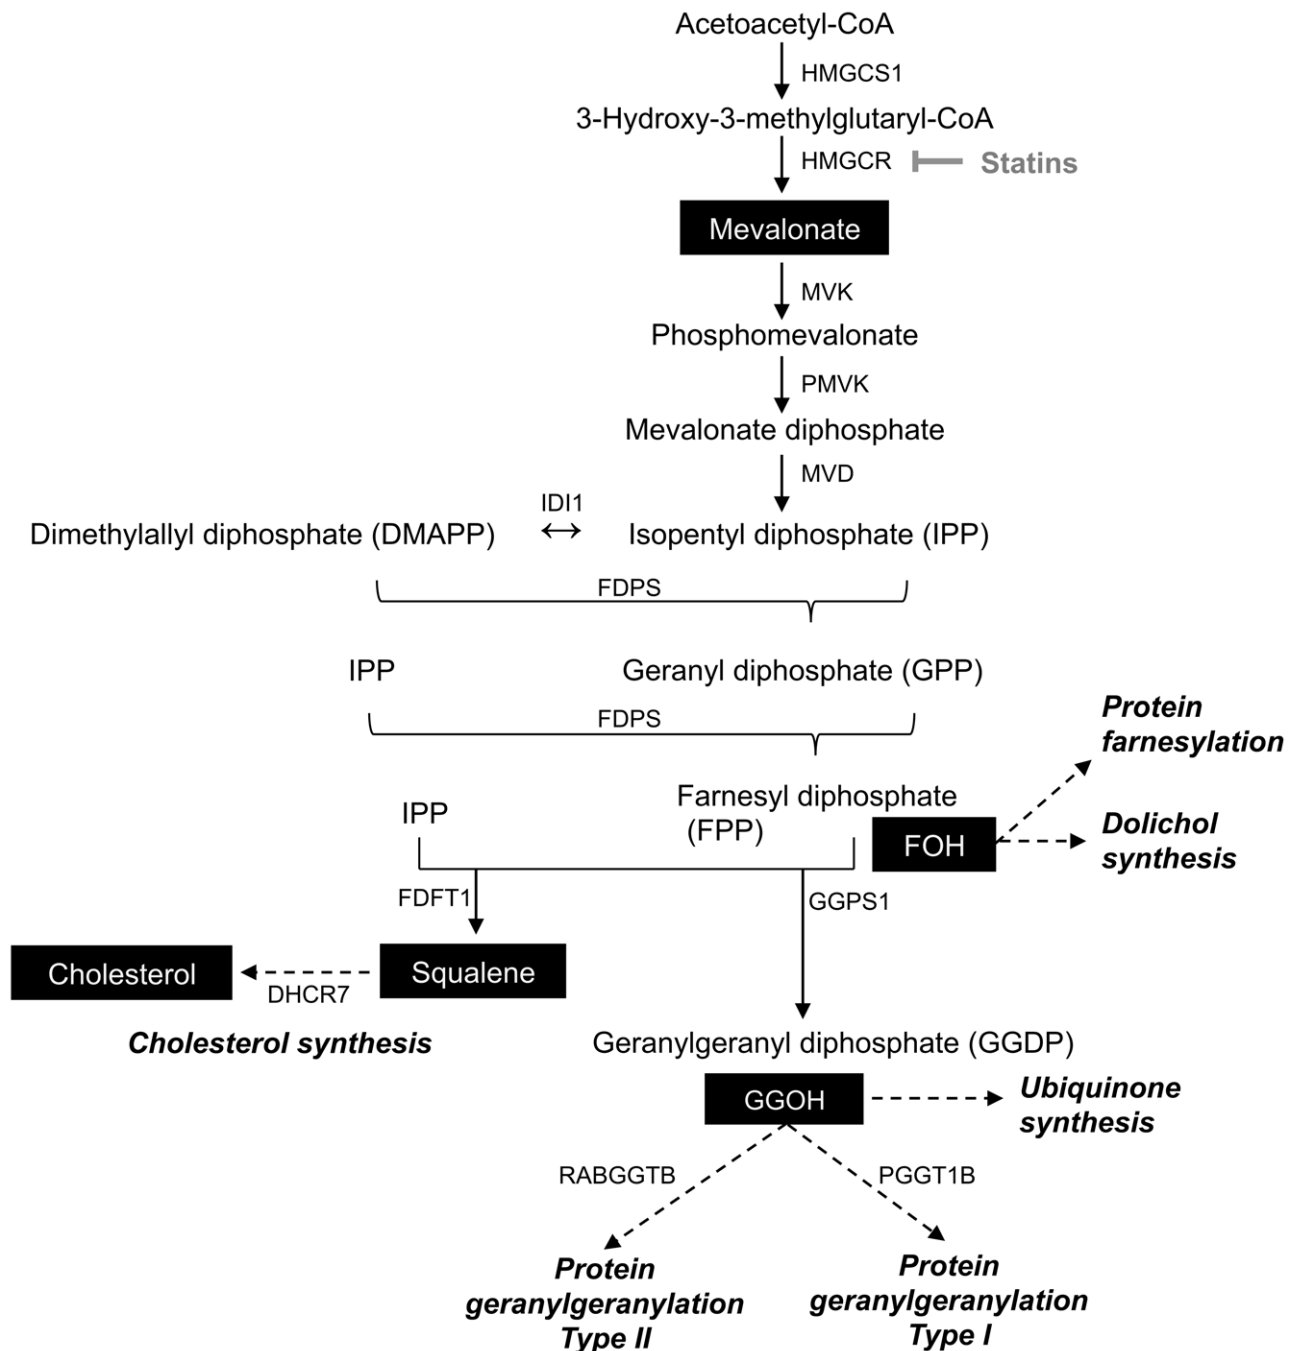 Acetoacetyl-CoA
HMGCS1
3-Hydroxy-3-methylglutaryl-CoA
HMGCR
Statins
Mevalonate
MVK
Phosphomevalonate
PMVK
Mevalonate diphosphate
MVD
IDI1
Dimethylallyl diphosphate (DMAPP)
Isopentyl diphosphate (IPP)
FDPS
IPP
Geranyl diphosphate (GPP)
FDPS
Protein
farnesylation
IPP
Farnesyl diphosphate
(FPP)
FOH
Dolichol
synthesis
FDFT1
GGPS1
Cholesterol
DHCR7
Squalene
Cholesterol synthesis
Geranylgeranyl diphosphate (GGDP)
GGOH
Ubiquinone
synthesis
RABGGTB
PGGT1B
Protein
geranylgeranylation
Type II
Protein
geranylgeranylation
Type I